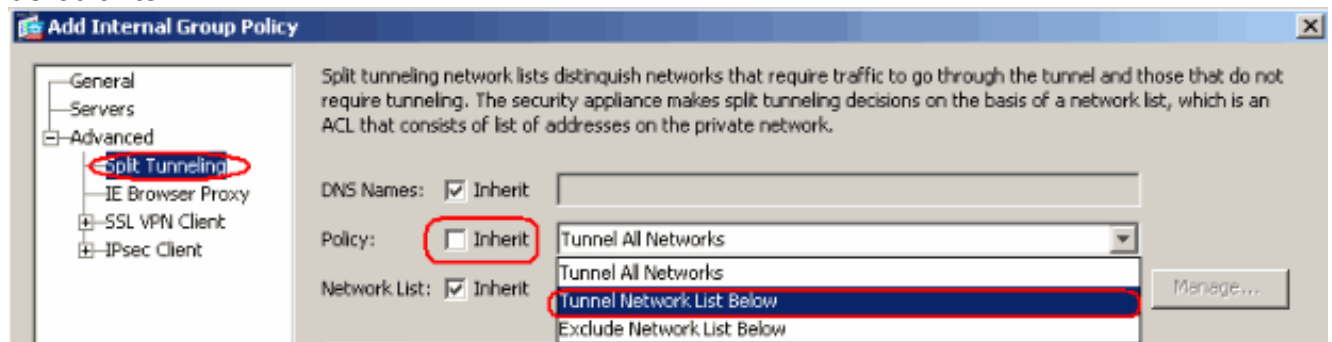 Add Internal Group Policy
General
Servers
Advanced
Split Tunneling
IE Browser Proxy
SSL VPN Client
IPsec Client
Split tunneling network lists distinguish networks that require traffic to go through the tunnel and those that do not
require tunneling. The security appliance makes split tunneling decisions on the basis of a network list, which is an
ACL that consists of list of addresses on the private network.
DNS Names: Inherit
Policy: Inherit Tunnel All Networks
Tunnel All Networks
Network List: Inherit Tunnel Network List Below Manage...
Exclude Network List Below